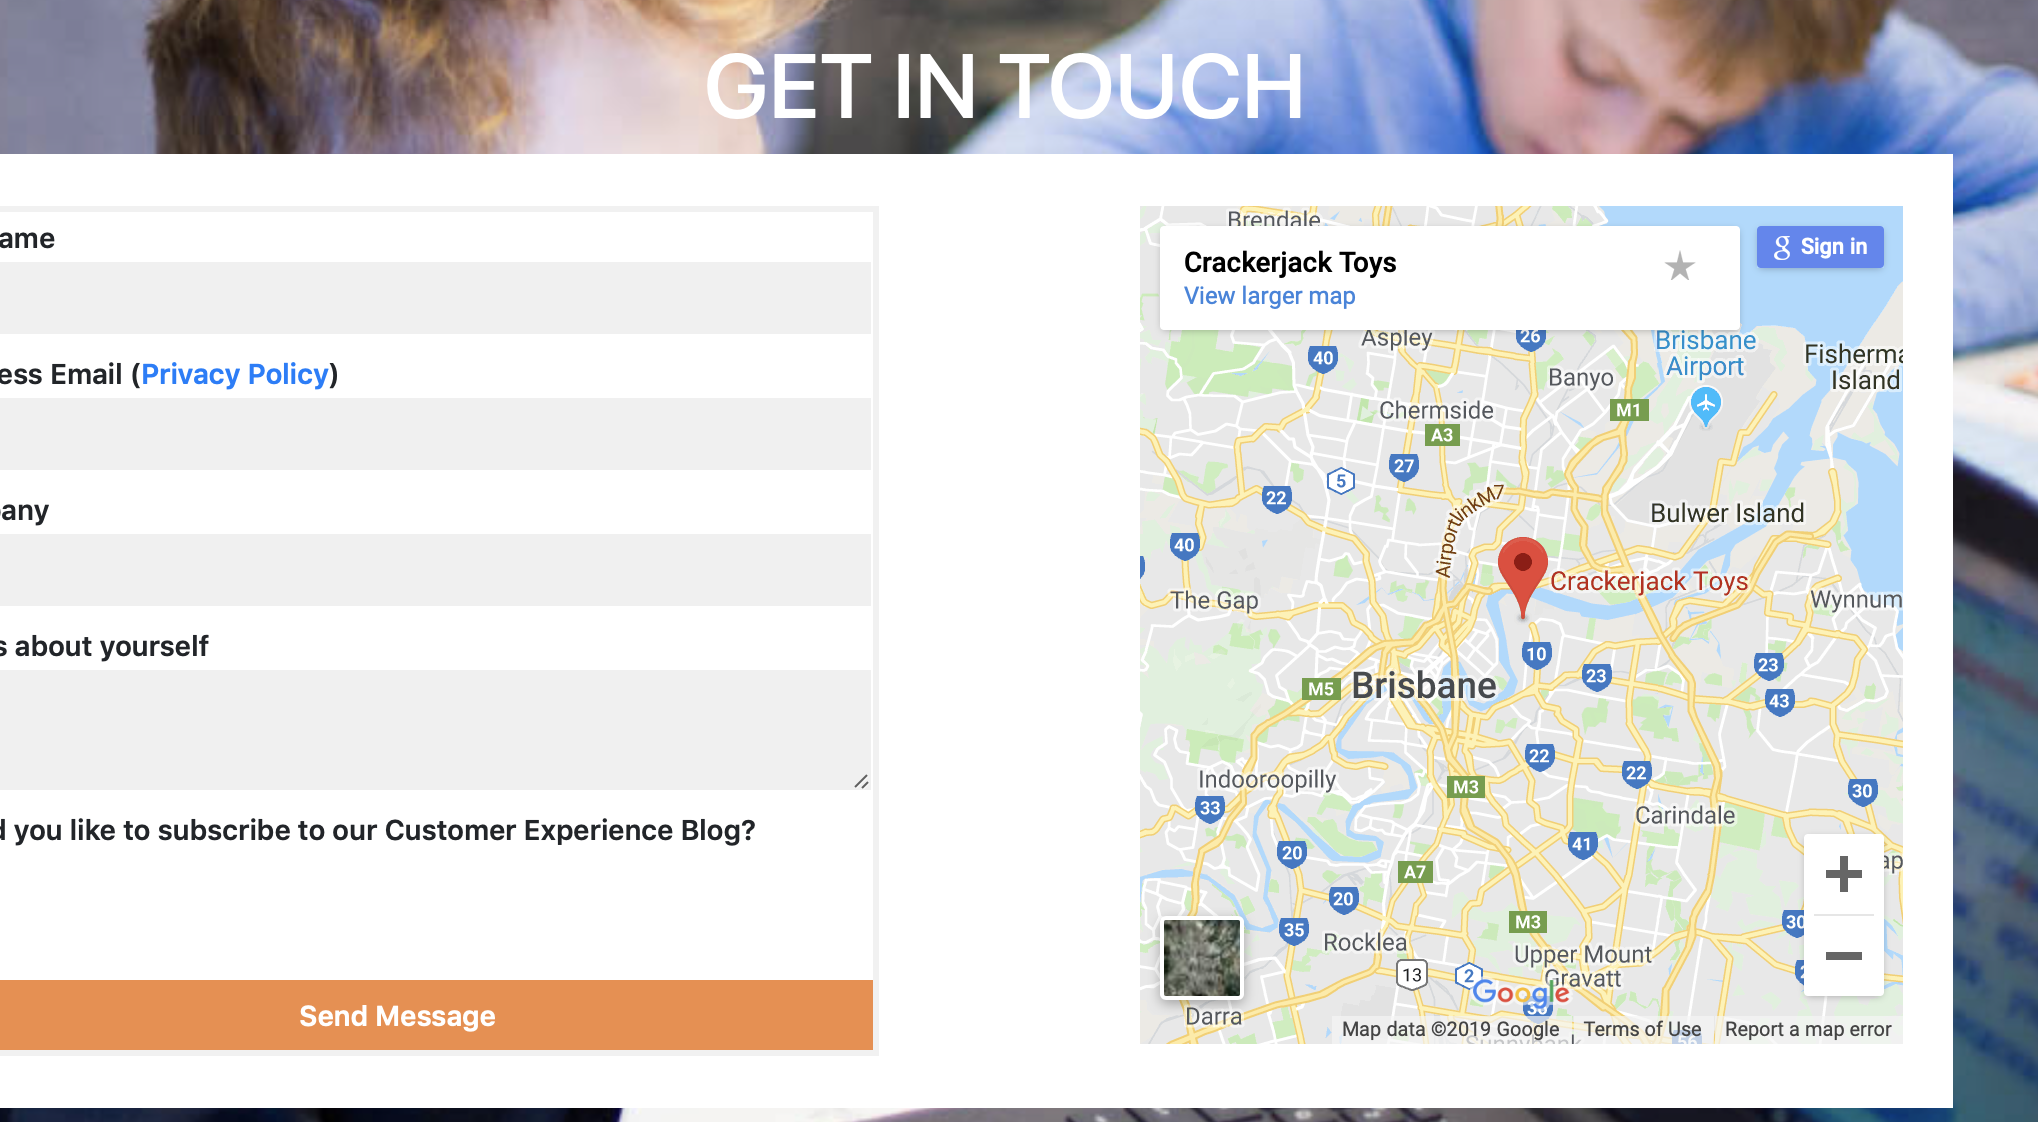 GET IN TOUCH
ame
ess Email (Privacy Policy)
any
s about yourself
d you like to subscribe to our Customer Experience Blog?
Send Message
Crackerjack Toys
View larger map
Sign in
Brendale
Aspley
26
Brisbane
Airport
Fisherma
Island
40
Banyo
Chermside
M1
A3
27
5
22
AirportlinkM7
Bulwer Island
40
Crackerjack Toys
The Gap
Wynnum
10
23
23
M5
Brisbane
43
22
22
Indooroopilly
M3
30
33
Carindale
41
20
ap
A7
20
M3
30
35
Rocklea
Upper Mount
Gravatt
13
2
Google
Darra
Map data ©2019 Google
Terms of Use
Report a map error
Sunnybank
56